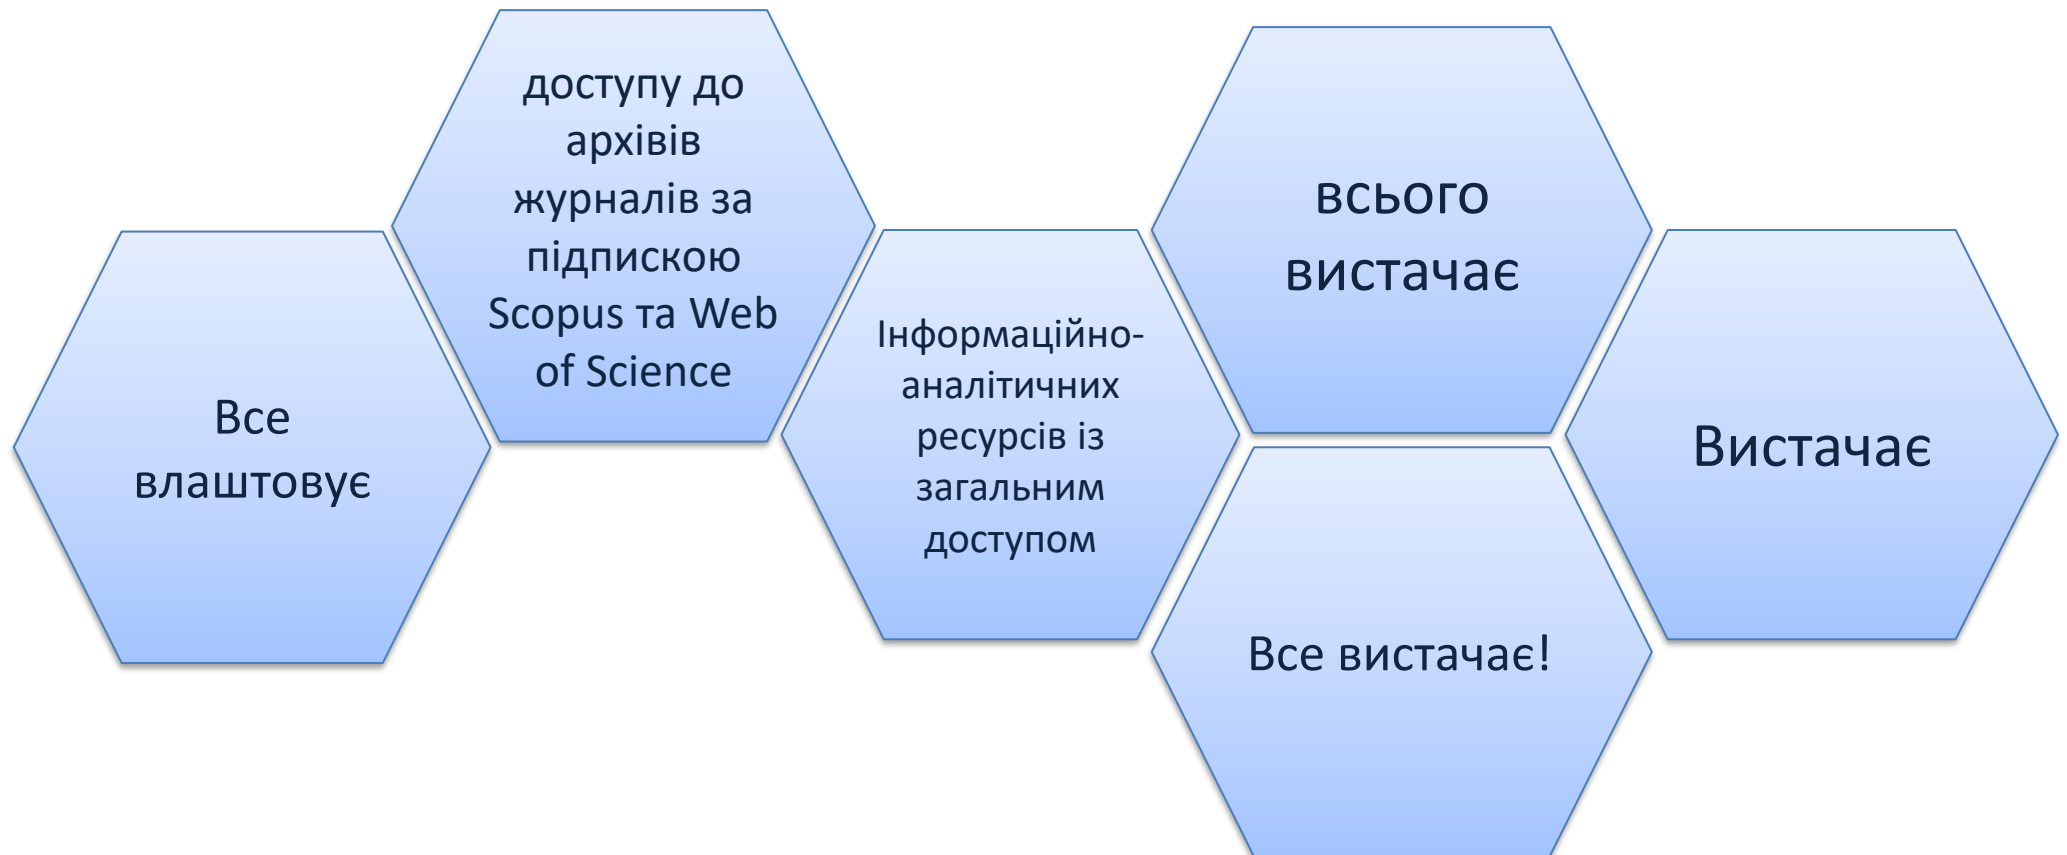 Все
влаштовує
доступу до
архівів
журналів за
підпискою
Scopus та Web
of Science
Інформаційно-
аналітичних
ресурсів із
загальним
доступом
всього
вистачає
Все вистачає!
Вистачає